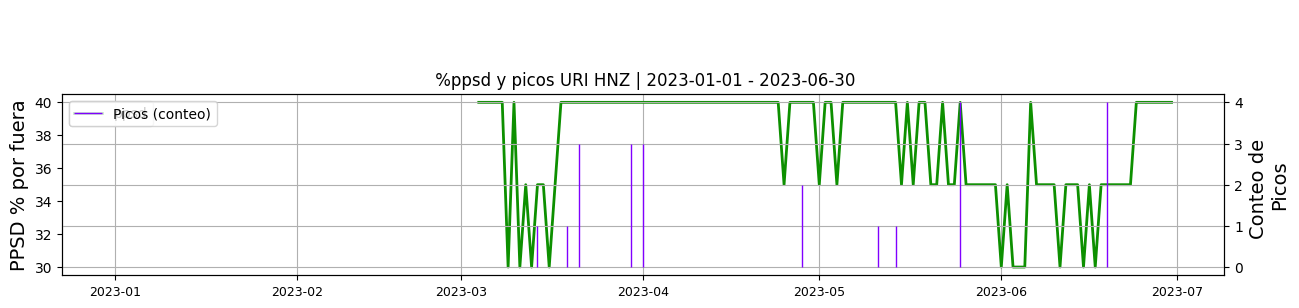 %ppsd y picos URI HNZ | 2023-01-01 - 2023-06-30
PPSD % por fuera
40
38
36
34
32
30
Picos (conteo)
4
3
2
1
0
Conteo de
Picos
2023-01 2023-02 2023-03 2023-04 2023-05 2023-06 2023-07